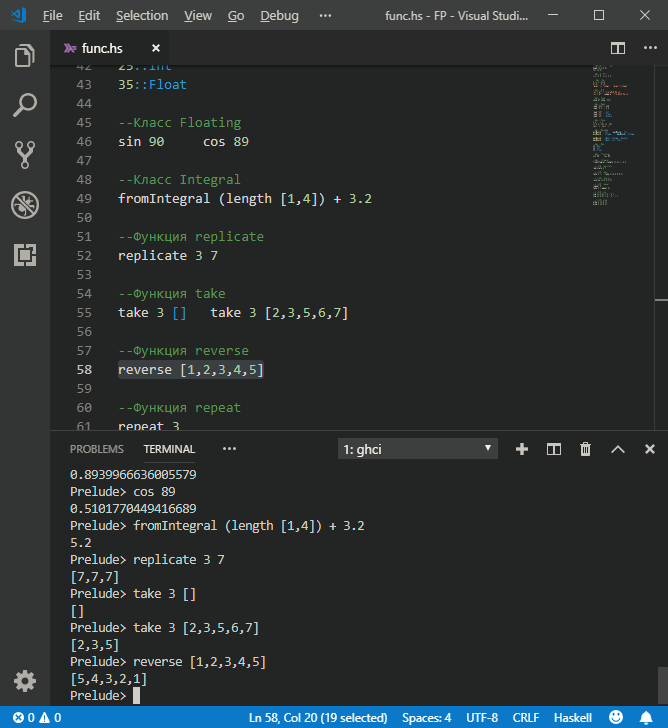 File Edit Selection View Go Debug ··· func.hs - FP - Visual Studi...
func.hs
42 25::Int
43 35::Float
44
45 --Класс Floating
46 sin 90 cos 89
47
48 --Класс Integral
49 fromIntegral (length [1,4]) + 3.2
50
51 --Функция replicate
52 replicate 3 7
53
54 --Функция take
55 take 3 [] take 3 [2,3,5,6,7]
56
57 --Функция reverse
58 reverse [1,2,3,4,5]
59
60 --Функция repeat
61 repeat 3
PROBLEMS TERMINAL ··· 1: ghci
0.8939966636005579
Prelude> cos 89
0.5101770449416689
Prelude> fromIntegral (length [1,4]) + 3.2
5.2
Prelude> replicate 3 7
[7,7,7]
Prelude> take 3 []
[]
Prelude> take 3 [2,3,5,6,7]
[2,3,5]
Prelude> reverse [1,2,3,4,5]
[5,4,3,2,1]
Prelude>
0 0 Ln 58, Col 20 (19 selected) Spaces: 4 UTF-8 CRLF Haskell